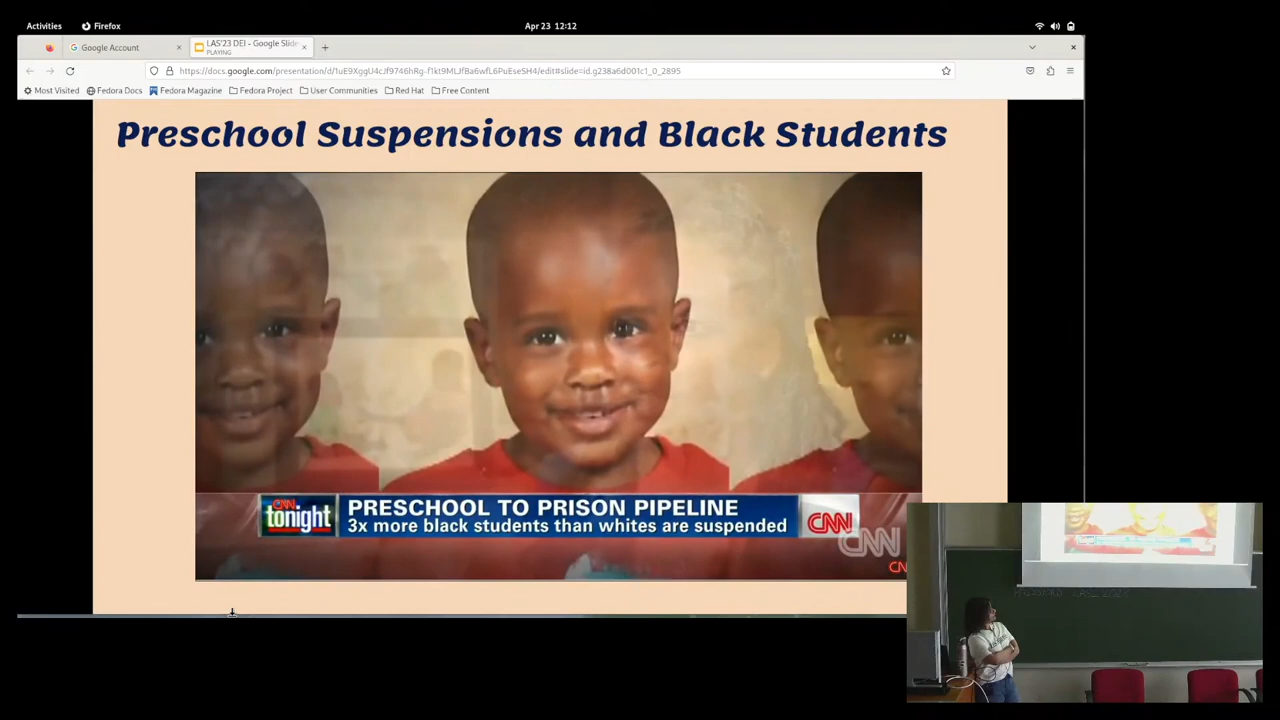 Activities
Firefox
Apr 23 12:12
Google Account
LAS'23 DEI - Google Slide
PLAYING
https://docs.google.com/presentation/d/1uE9XggU4cJf9746hRg-f1kt9MLJfBa6wfL6PuEseSH4/edit#slide=id.g238a6d001c1_0_2895
Most Visited
Fedora Docs
Fedora Magazine
Fedora Project
User Communities
Red Hat
Free Content
Preschool Suspensions and Black Students
CNN
tonight
PRESCHOOL TO PRISON PIPELINE
3x more black students than whites are suspended
CNN
CNN